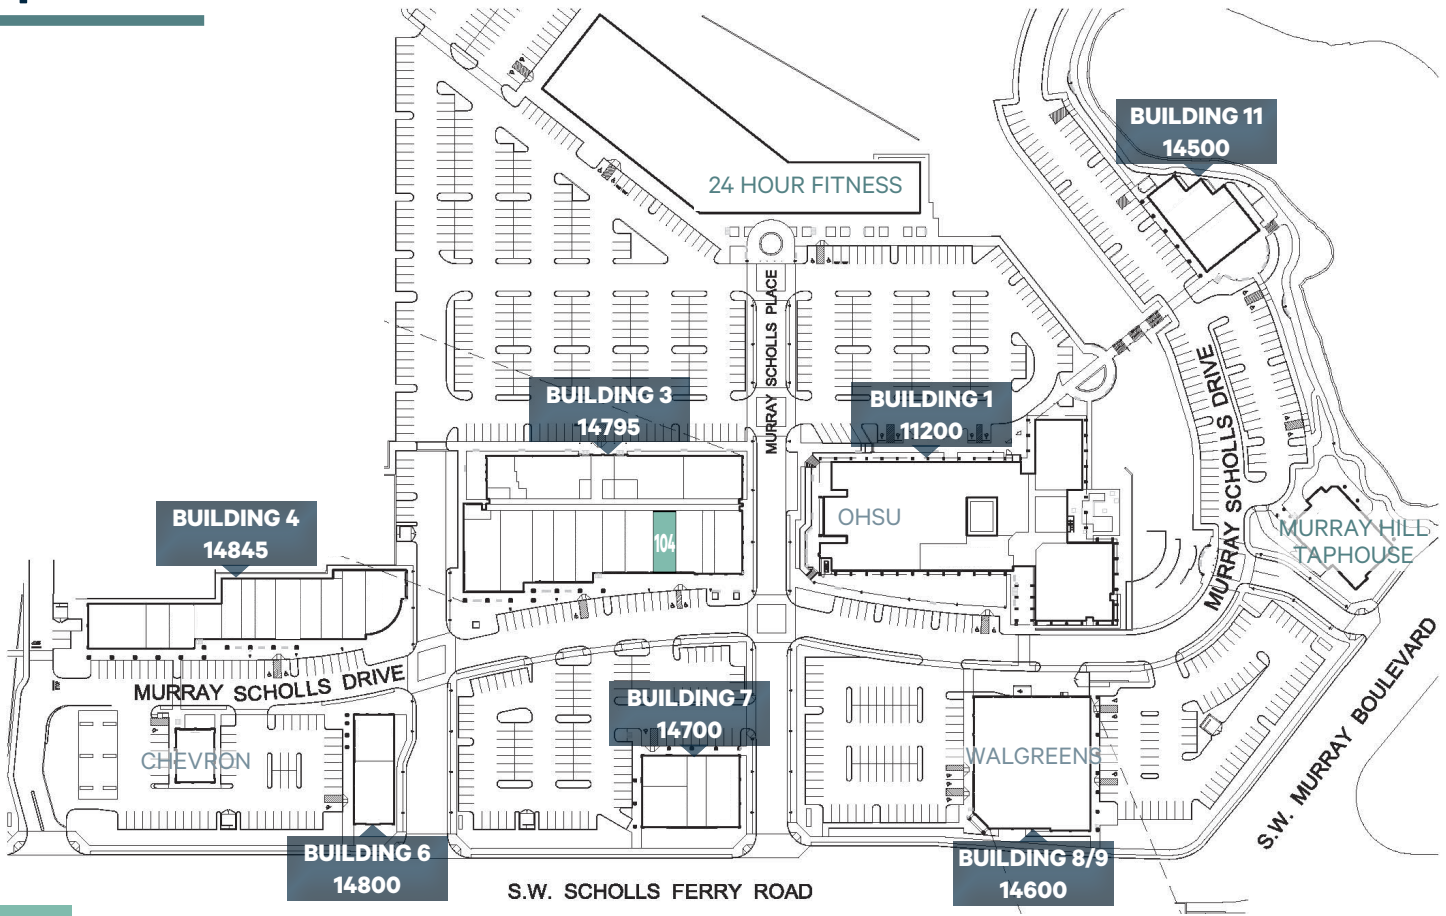 BUILDING 11
14500
24 HOUR FITNESS
MURRAY SCHOLLS PLACE
BUILDING 3
14795
BUILDING 1
11200
MURRAY SCHOLLS DRIVE
BUILDING 4
14845
104
OHSU
MURRAY HILL
TAPHOUSE
MURRAY SCHOLLS DRIVE
BUILDING 7
14700
CHEVRON
WALGREENS
S.W. MURRAY BOULEVARD
BUILDING 6
14800
BUILDING 8/9
14600
S.W. SCHOLLS FERRY ROAD